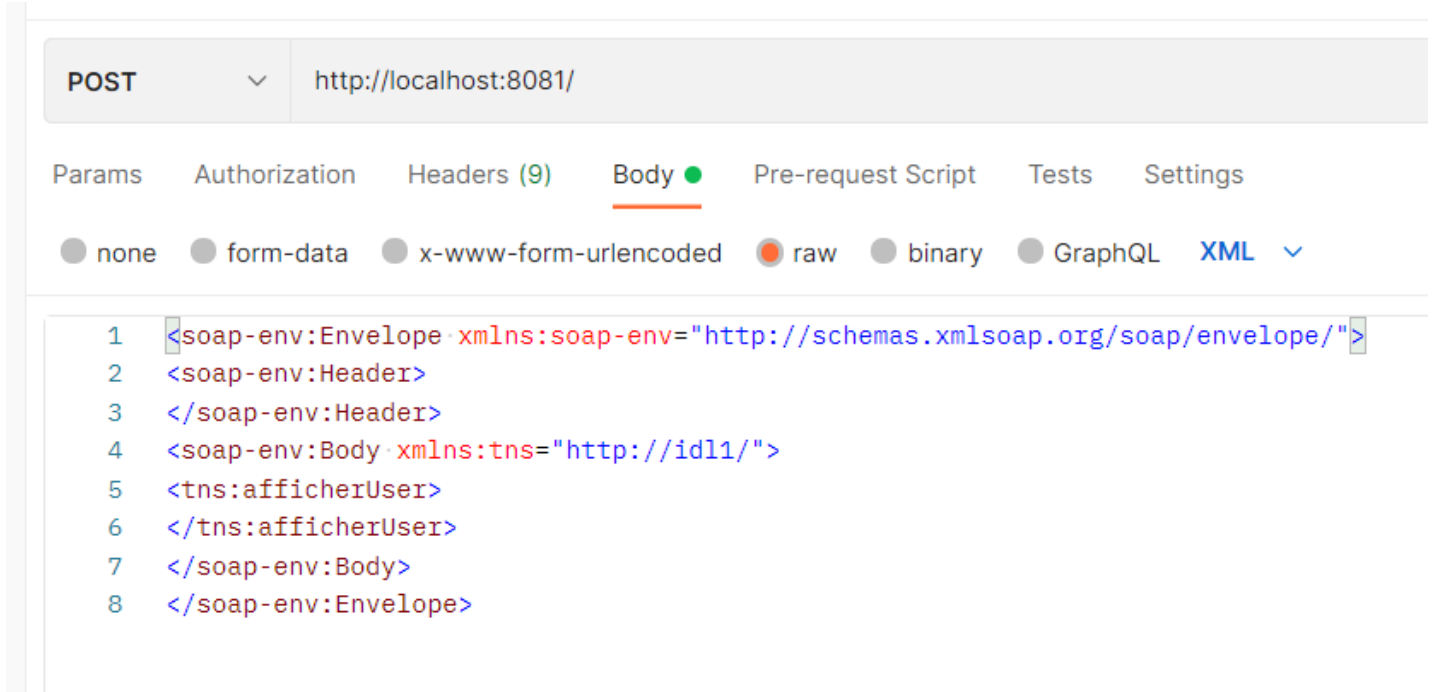 POST http://localhost:8081/
Params Authorization Headers (9) Body Pre-request Script Tests Settings
none form-data x-www-form-urlencoded raw binary GraphQL XML
1 <soap-env:Envelope xmlns:soap-env="http://schemas.xmlsoap.org/soap/envelope/">
2 <soap-env:Header>
3 </soap-env:Header>
4 <soap-env:Body xmlns:tns="http://idl1/">
5 <tns:afficherUser>
6 </tns:afficherUser>
7 </soap-env:Body>
8 </soap-env:Envelope>